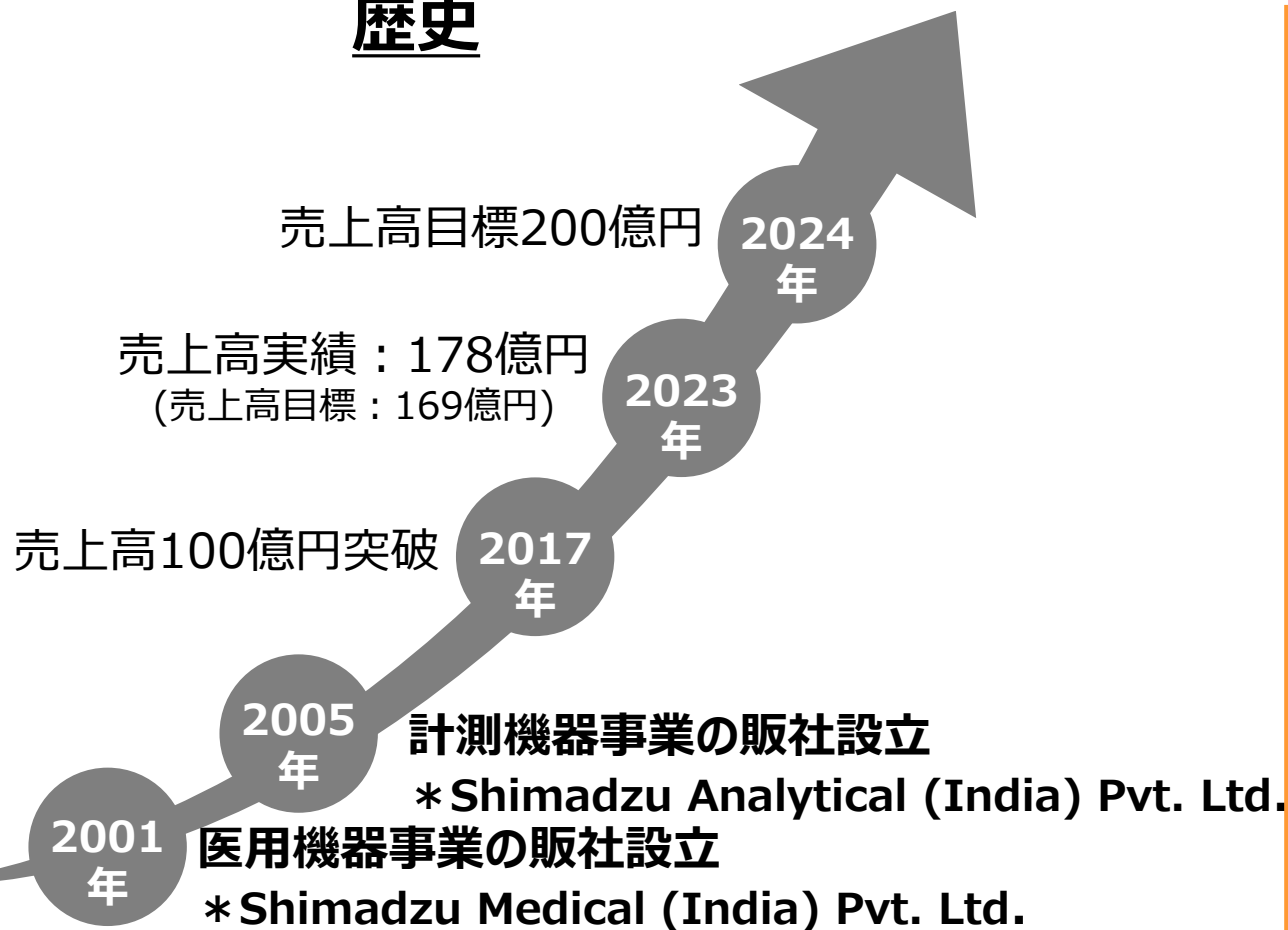 歴史
売上高目標200億円
2024
年
売上高実績：178億円
(売上高目標：169億円)
2023
年
売上高100億円突破
2017
年
2005
年
計測機器事業の販社設立
＊Shimadzu Analytical (India) Pvt. Ltd.
2001
年
医用機器事業の販社設立
＊Shimadzu Medical (India) Pvt. Ltd.